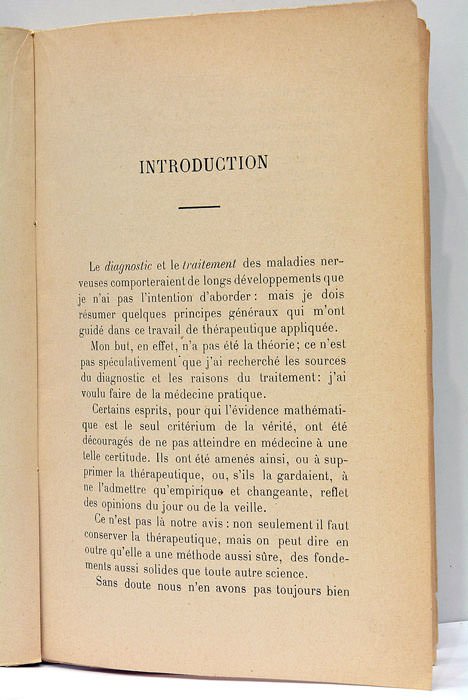 INTRODUCTION
Le diagnostic et le traitement des maladies ner-
veuses comporteraient de longs développements que
je n'ai pas l'intention d'aborder : mais je dois
résumer quelques principes généraux qui m'ont
guidé dans ce travail de thérapeutique appliquée.
Mon but, en effet, n'a pas été la théorie; ce n'est
pas spéculativement que j'ai recherché les sources
du diagnostic et les raisons du traitement: j'ai
voulu faire de la médecine pratique.
Certains esprits, pour qui l'évidence mathémati-
que est le seul critérium de la vérité, ont été
découragés de ne pas atteindre en médecine à une
telle certitude. Ils ont été amenés ainsi, ou à sup-
primer la thérapeutique, ou, s'ils la gardaient, à
ne l'admettre qu'empirique et changeante, reflet
des opinions du jour ou de la veille.
Ce n'est pas là notre avis : non seulement il faut
conserver la thérapeutique, mais on peut dire en
outre qu'elle a une méthode aussi sûre, des fonde-
ments aussi solides que toute autre science.
Sans doute nous n'en avons pas toujours bien